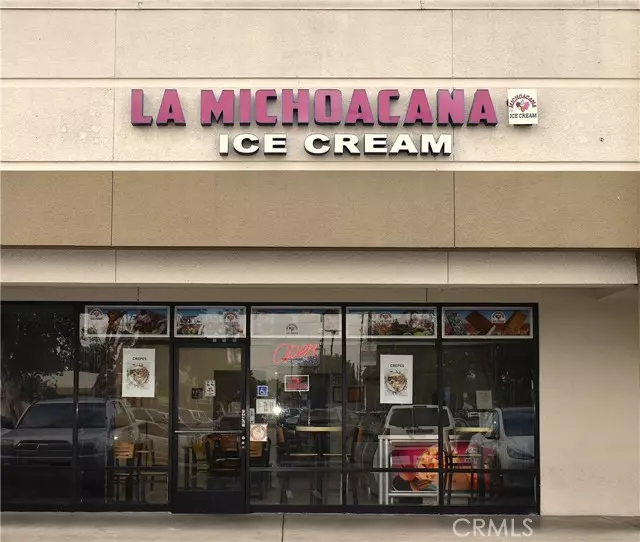 LA MICHOACANA
MICHOACANA
ICE CREAM
ICE CREAM
CREPES
CREPES
Open
CRMLS